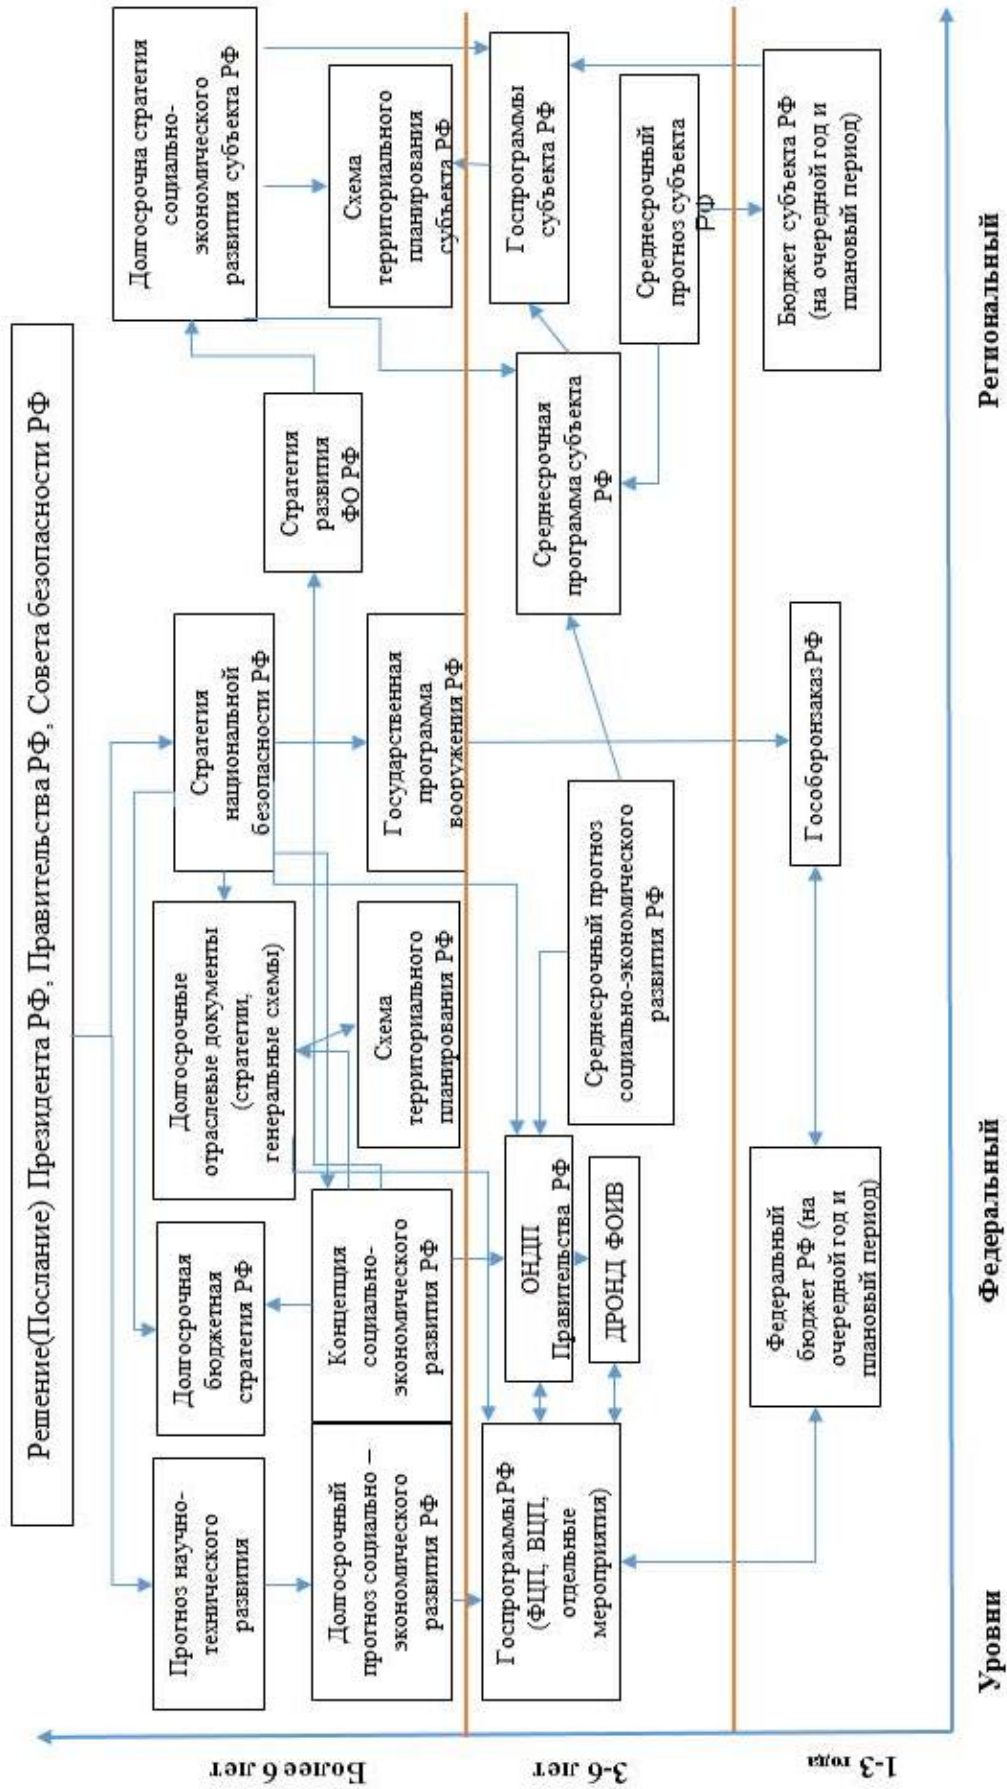 Решение(Послание) Президента РФ, Правительства РФ, Совета безопасности РФ
Прогноз научно-
технического
развития
Долгосрочная
бюджетная
стратегия РФ
Долгосрочные
отраслевые документы
(стратегии,
генеральные схемы)
Стратегия
национальной
безопасности РФ
Долгосрочна стратегия
социально-
экономического
развития субъекта РФ
Стратегия
развития
ФО РФ
Долгосрочный
прогноз социально –
экономического
развития РФ
Концепция
социально-
экономического
развития РФ
Схема
территориального
планирования РФ
Государственная
программа
вооружения РФ
Схема
территориального
планирования
субъекта РФ
Госпрограммы РФ
(ФЦП, ВЦП,
отдельные
мероприятия)
ОНДП
Правительства РФ
ДРОНД ФОИВ
Среднесрочный прогноз
социально-экономического
развития РФ
Среднесрочная
программа субъекта
РФ
Госпрограммы
субъекта РФ
Среднесрочный
прогноз субъекта
РФ
Федеральный
бюджет РФ (на
очередной год и
плановый период)
Гособоронзаказ РФ
Бюджет субъекта РФ
(на очередной год и
плановый период)
Более 6 лет
3-6 лет
1-3 года
Уровни
Федеральный
Региональный